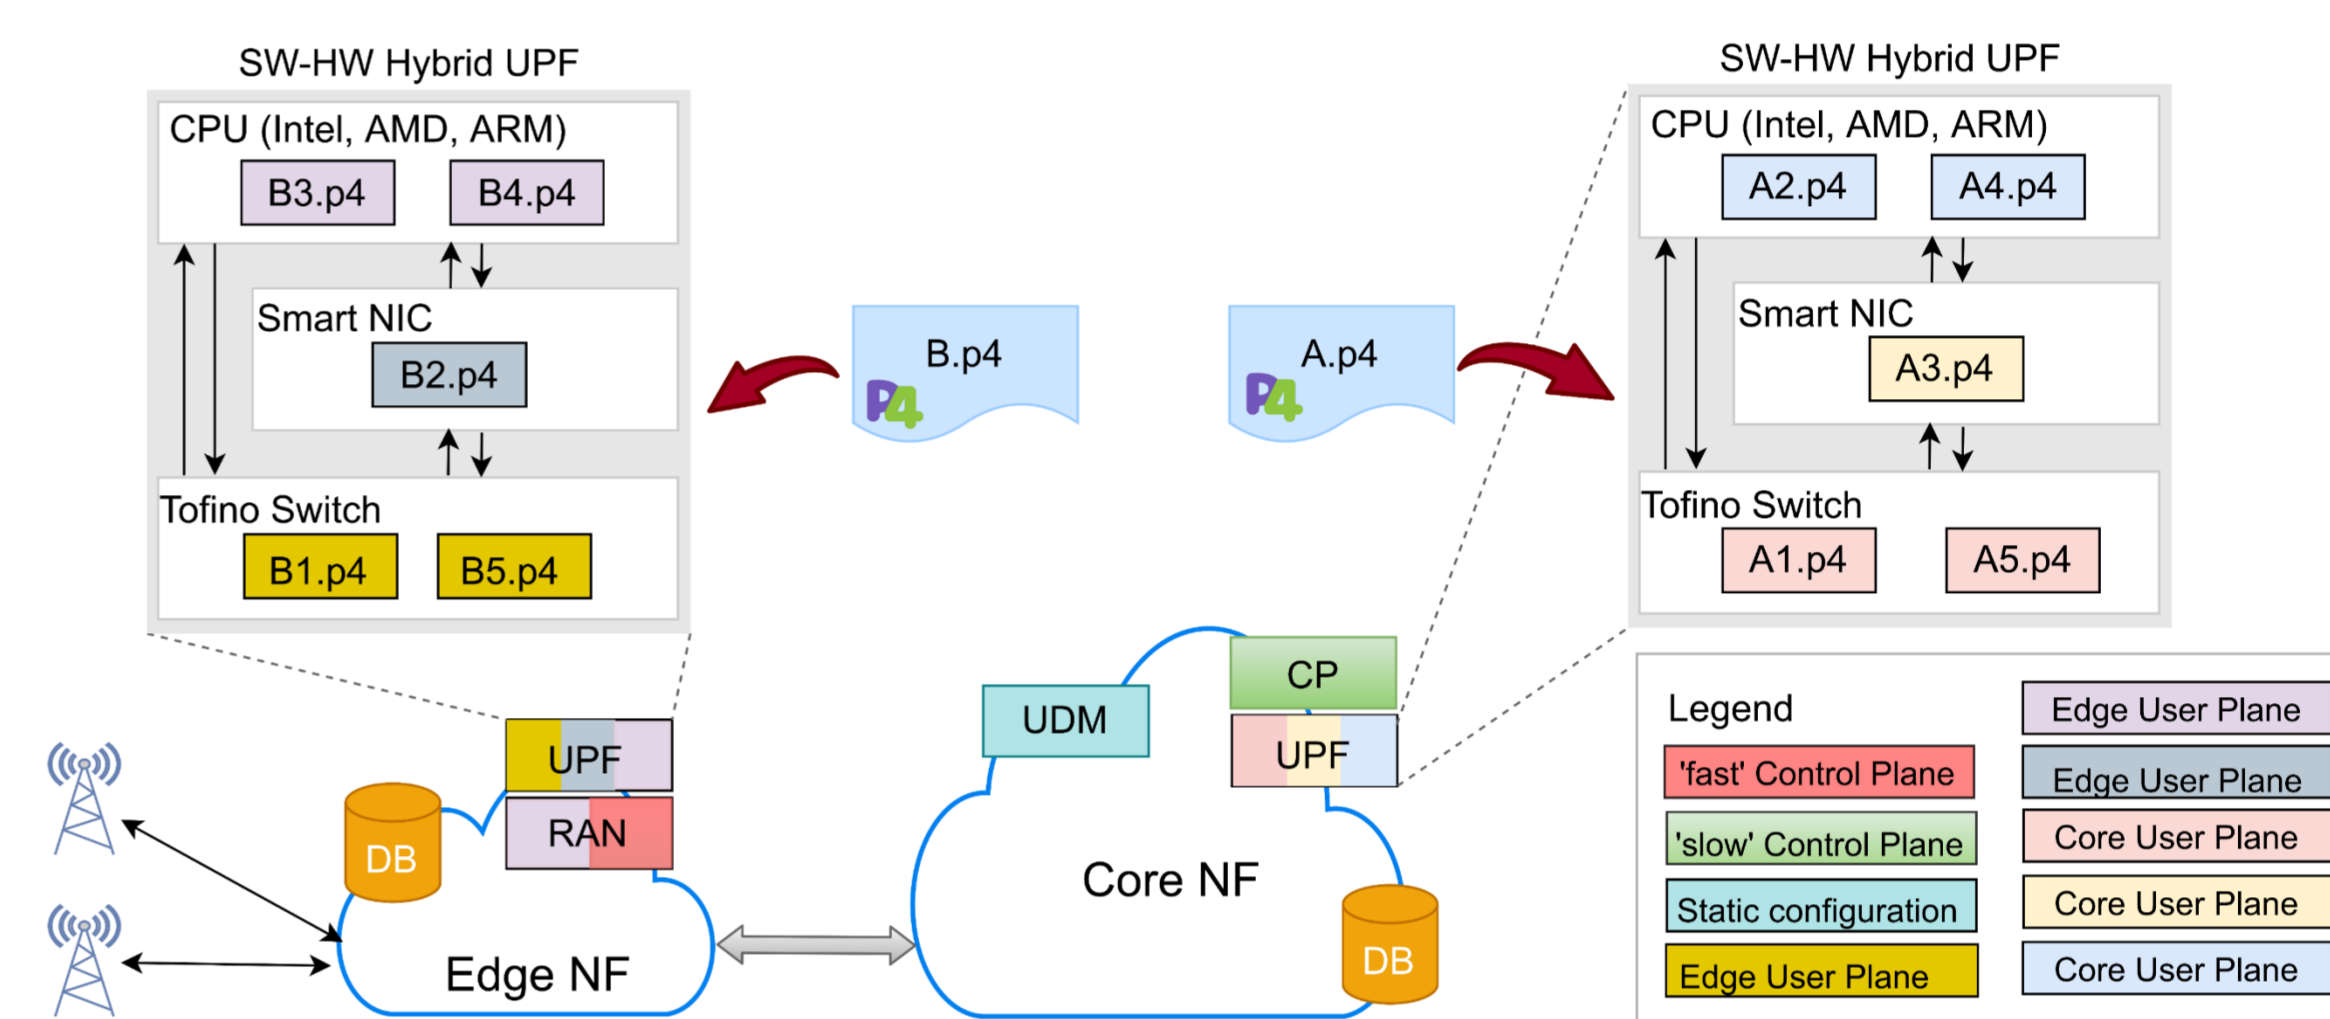 SW-HW Hybrid UPF
CPU (Intel, AMD, ARM)
B3.p4
B4.p4
Smart NIC
B2.p4
Tofino Switch
B1.p4
B5.p4
B.p4
P4
A.p4
P4
SW-HW Hybrid UPF
CPU (Intel, AMD, ARM)
A2.p4
A4.p4
Smart NIC
A3.p4
Tofino Switch
A1.p4
A5.p4
UPF
RAN
DB
Edge NF
UDM
CP
UPF
Core NF
DB
Legend
'fast' Control Plane
'slow' Control Plane
Static configuration
Edge User Plane
Edge User Plane
Edge User Plane
Core User Plane
Core User Plane
Core User Plane